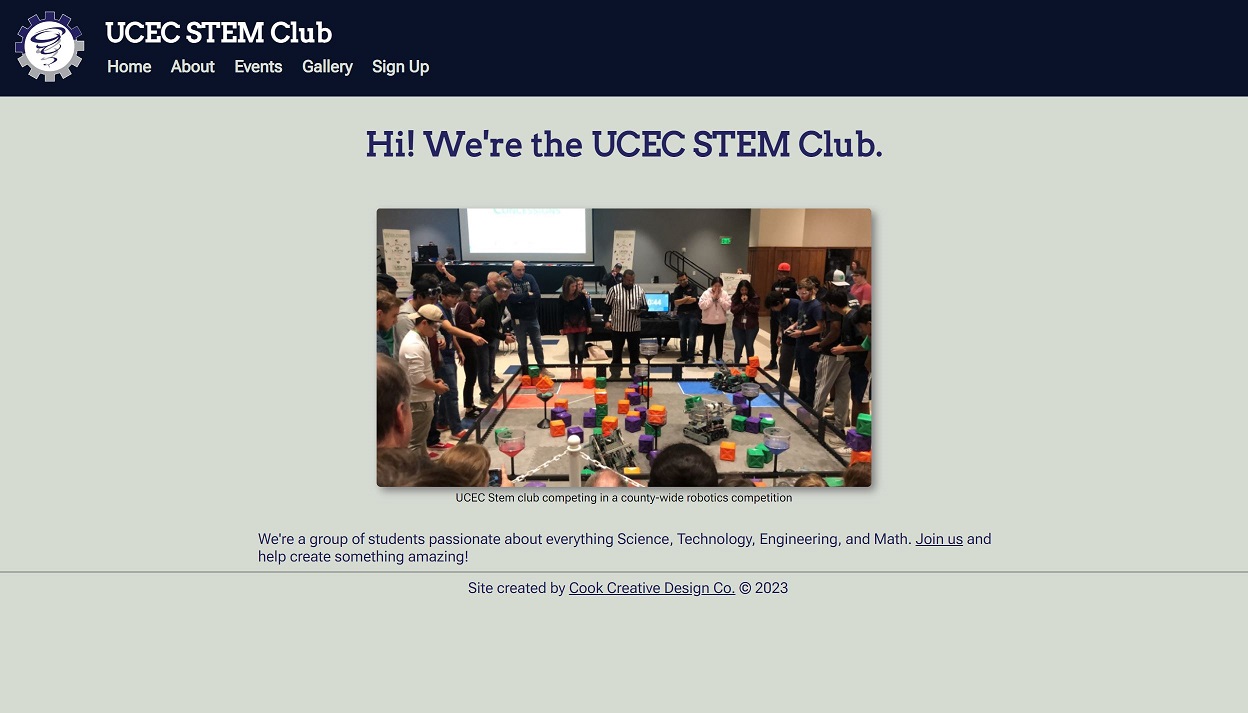 UCEC STEM Club
Home About Events Gallery Sign Up
Hi! We're the UCEC STEM Club.
UCEC Stem club competing in a county-wide robotics competition
We're a group of students passionate about everything Science, Technology, Engineering, and Math. Join us and
help create something amazing!
Site created by Cook Creative Design Co. © 2023